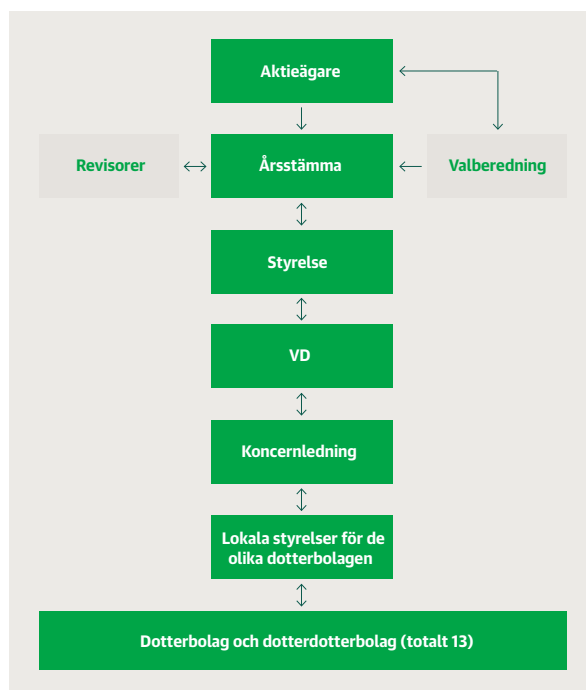 Aktieägare
Revisorer
Årsstämma
Valberedning
Styrelse
VD
Koncernledning
Lokala styrelser för de
olika dotterbolagen
Dotterbolag och dotterdotterbolag (totalt 13)